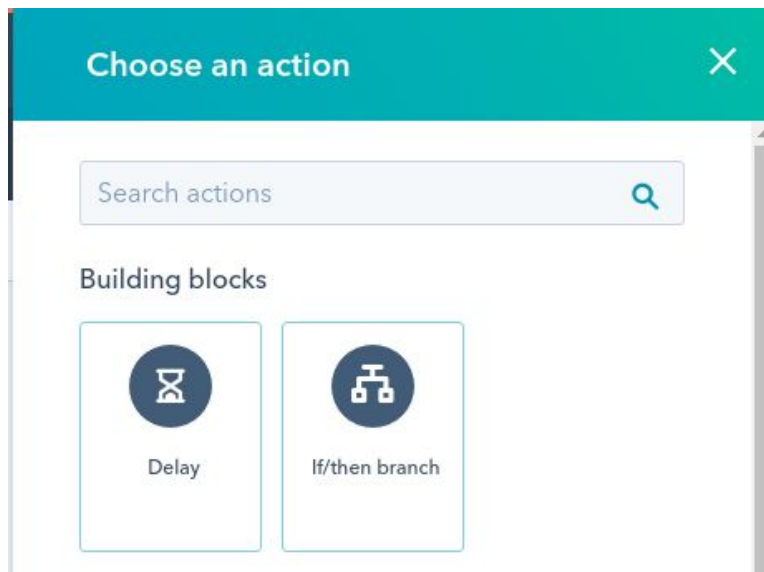 Choose an action
Search actions
Building blocks
Delay
If/then branch